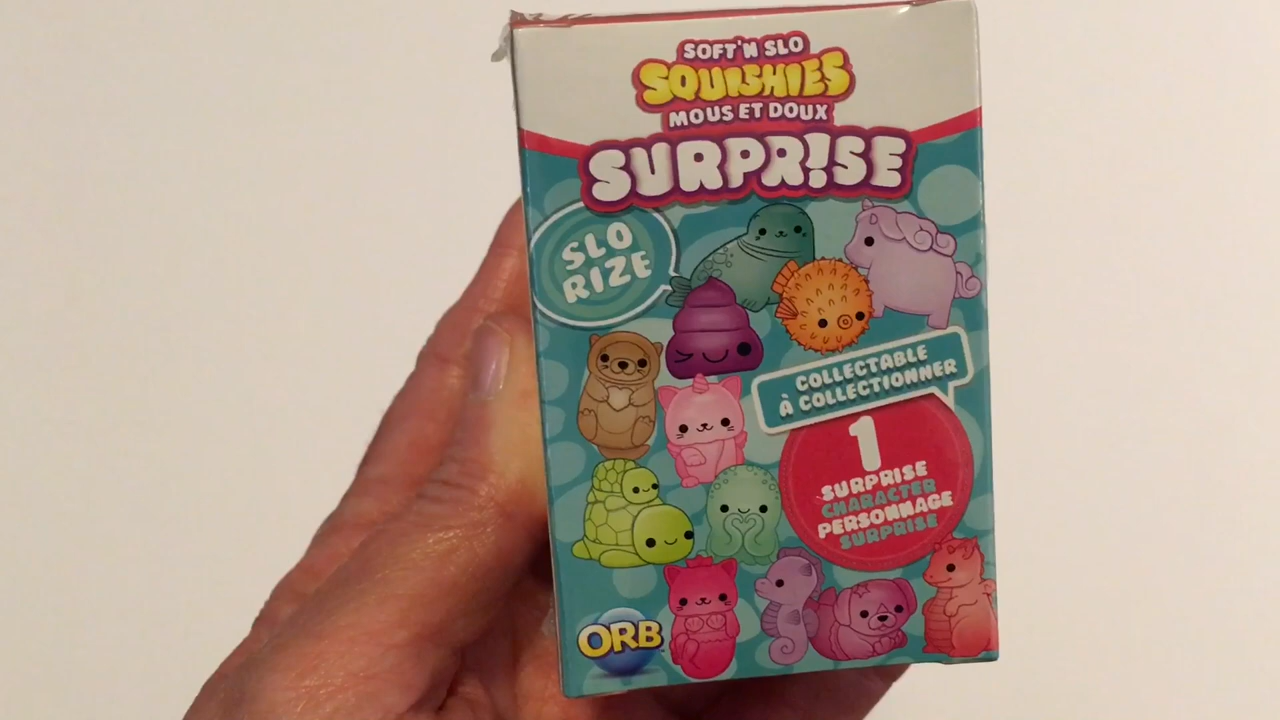 SOFT'N SLO
SQUISHIES
MOUS ET DOUX
SURPR!SE
SLO
RIZE
COLLECTABLE
À COLLECTIONNER
1
SURPRISE
CHARACTER
PERSONNAGE
SURPRISE
ORB